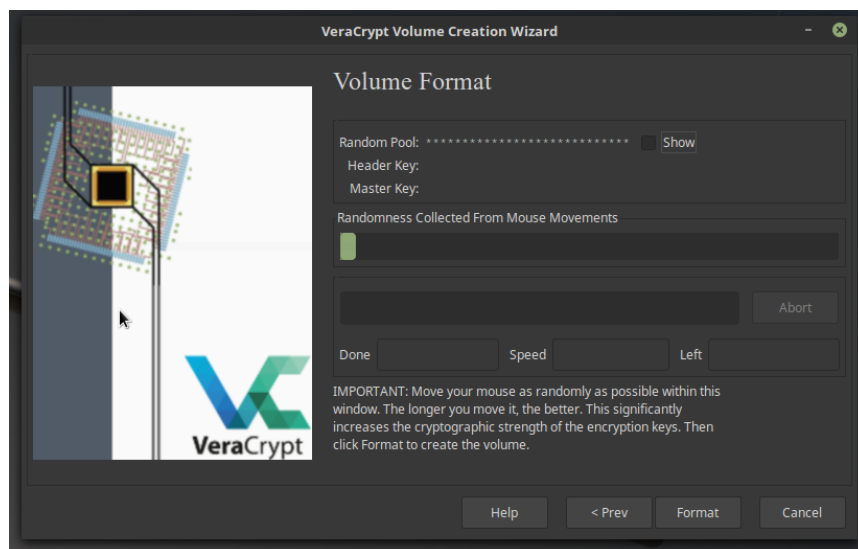 VeraCrypt Volume Creation Wizard
Volume Format
Random Pool: **************************** Show
Header Key:
Master Key:
Randomness Collected From Mouse Movements
Abort
Done Speed Left
IMPORTANT: Move your mouse as randomly as possible within this
window. The longer you move it, the better. This significantly
increases the cryptographic strength of the encryption keys. Then
click Format to create the volume.
VeraCrypt
Help < Prev Format Cancel